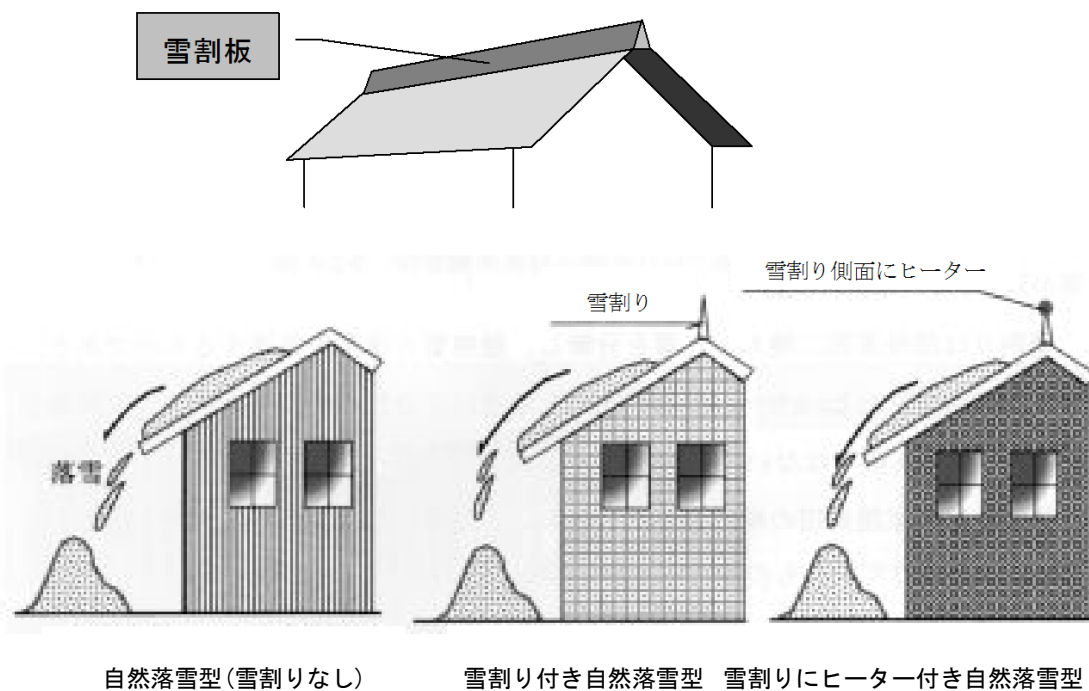 雪割板
雪割り側面にヒーター
雪割り
落雪
自然落雪型(雪割りなし)
雪割り付き自然落雪型
雪割りにヒーター付き自然落雪型